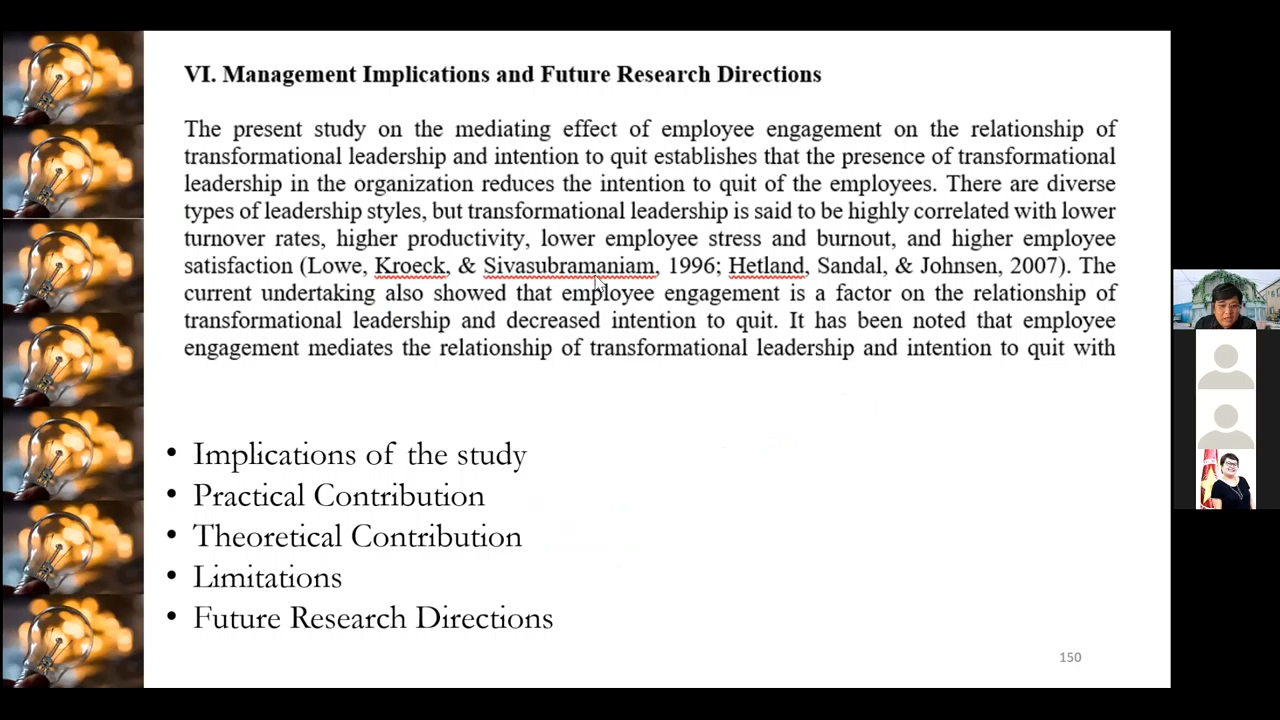 VI. Management Implications and Future Research Directions
The present study on the mediating effect of employee engagement on the relationship of
transformational leadership and intention to quit establishes that the presence of transformational
leadership in the organization reduces the intention to quit of the employees. There are diverse
types of leadership styles, but transformational leadership is said to be highly correlated with lower
turnover rates, higher productivity, lower employee stress and burnout, and higher employee
satisfaction (Lowe, Kroeck, & Sivasubramaniam, 1996; Hetland, Sandal, & Johnsen, 2007). The
current undertaking also showed that employee engagement is a factor on the relationship of
transformational leadership and decreased intention to quit. It has been noted that employee
engagement mediates the relationship of transformational leadership and intention to quit with
• Implications of the study
• Practical Contribution
• Theoretical Contribution
• Limitations
• Future Research Directions
150